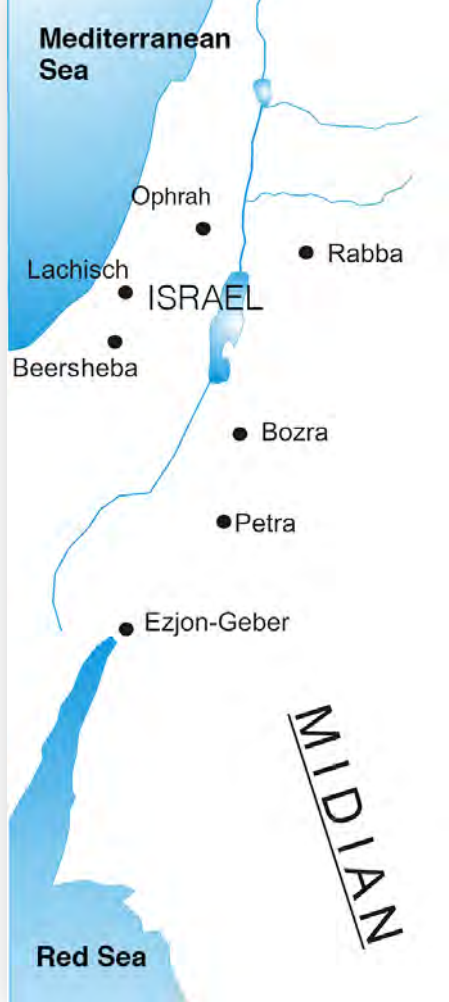 Mediterranean
Sea
Ophrah
Rabba
Lachisch
ISRAEL
Beersheba
Bozra
Petra
Ezjon-Geber
MIDIAN
Red Sea